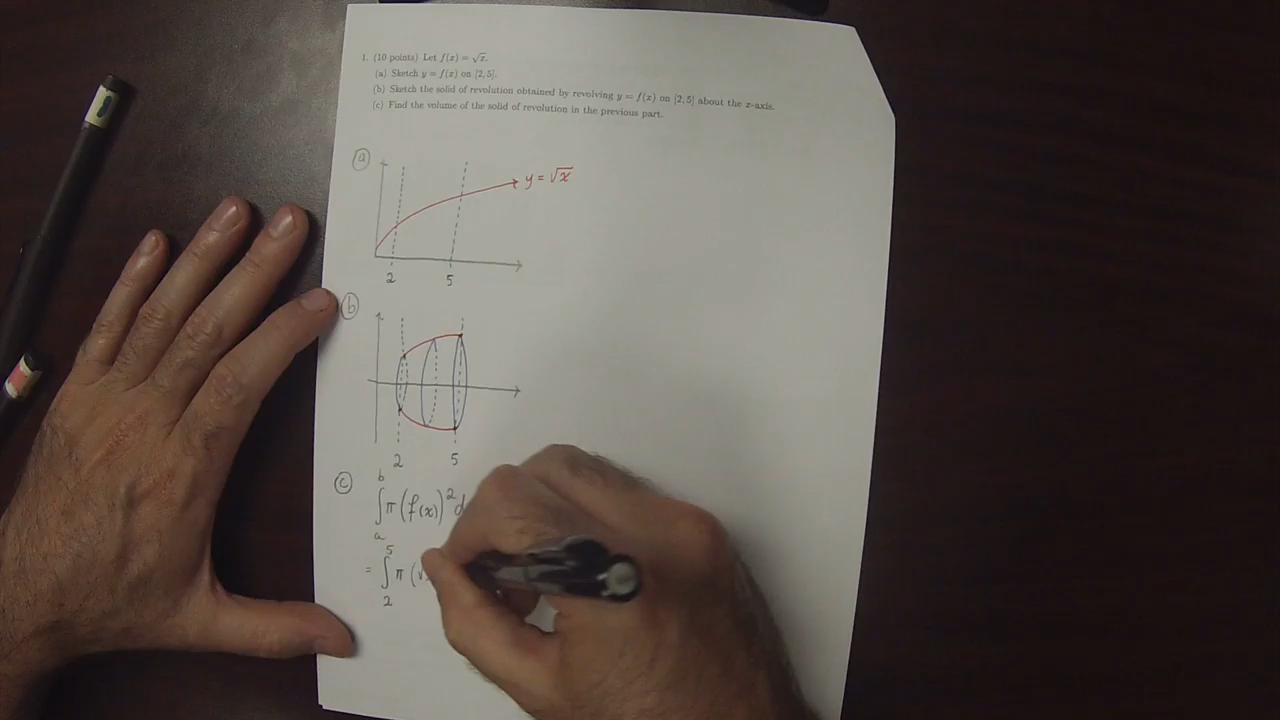 1. (10 points) Let f(x) = √x.
(a) Sketch y = f(x) on [2, 5].
(b) Sketch the solid of revolution obtained by revolving y = f(x) on [2, 5] about the x-axis.
(c) Find the volume of the solid of revolution in the previous part.
ⓐ
y = √x
2 5
ⓑ
2 5
ⓒ
∫_a^b π (f(x))² d
= ∫_2^5 π (√